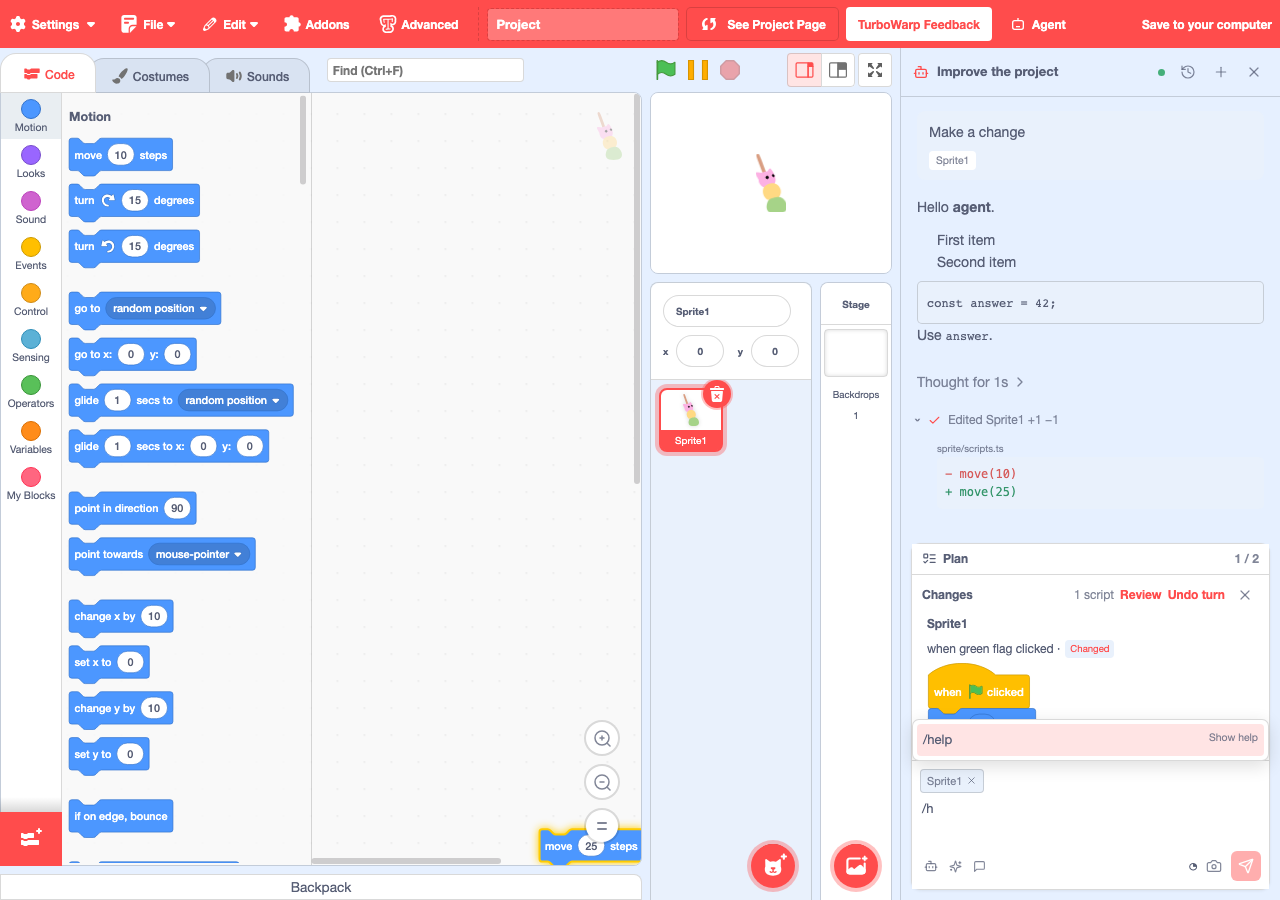 Settings
File
Edit
Addons
Advanced
Project
See Project Page
TurboWarp Feedback
Agent
Save to your computer
Code
Costumes
Sounds
Find (Ctrl+F)
Motion
Looks
Sound
Events
Control
Sensing
Operators
Variables
My Blocks
Motion
move 10 steps
turn 15 degrees
turn 15 degrees
go to random position
go to x: 0 y: 0
glide 1 secs to random position
glide 1 secs to x: 0 y: 0
point in direction 90
point towards mouse-pointer
change x by 10
set x to 0
change y by 10
set y to 0
if on edge, bounce
move 25 steps
Backpack
Sprite1
x 0 y 0
Sprite1
Stage
Backdrops
1
Improve the project
Make a change
Sprite1
Hello agent.
First item
Second item
const answer = 42;
Use answer.
Thought for 1s
Edited Sprite1 +1 −1
sprite/scripts.ts
− move(10)
+ move(25)
Plan 1 / 2
Changes 1 script Review Undo turn
Sprite1
when green flag clicked · Changed
when clicked
/help Show help
Sprite1
/h